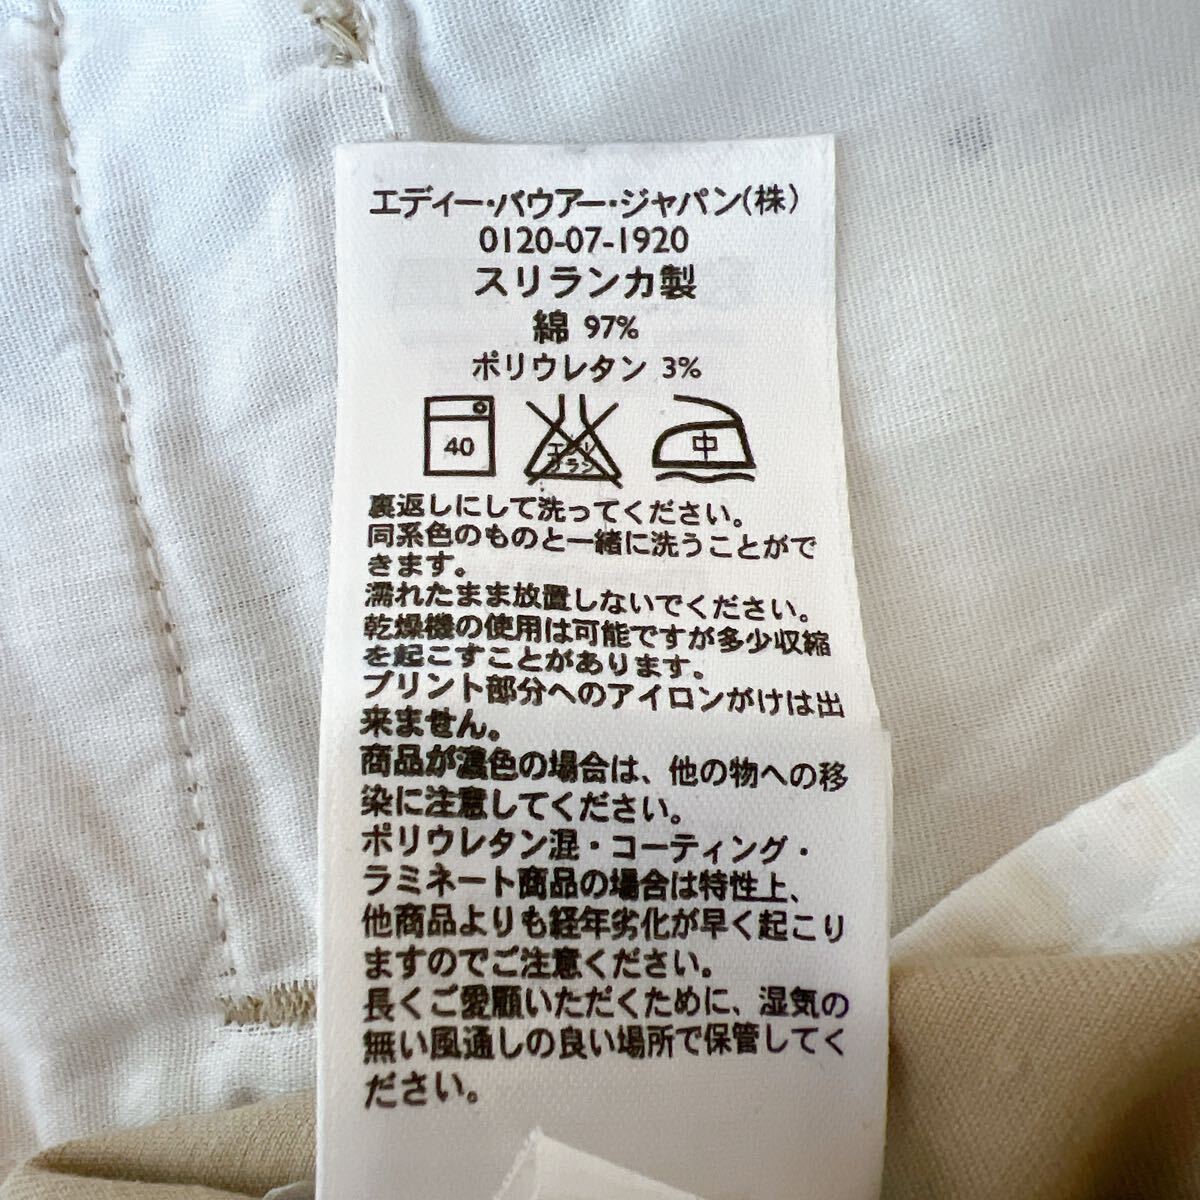 エディー・バウアー・ジャパン(株)
0120-07-1920
スリランカ製
綿 97%
ポリウレタン 3%
40
エンソ
サラシ
中
裏返しにして洗ってください。
同系色のものと一緒に洗うことがで
きます。
濡れたまま放置しないでください。
乾燥機の使用は可能ですが多少収縮
を起こすことがあります。
プリント部分へのアイロンがけは出
来ません。
商品が濃色の場合は、他の物への移
染に注意してください。
ポリウレタン混・コーティング・
ラミネート商品の場合は特性上、
他商品よりも経年劣化が早く起こり
ますのでご注意ください。
長くご愛顧いただくために、湿気の
無い風通しの良い場所で保管してく
ださい。